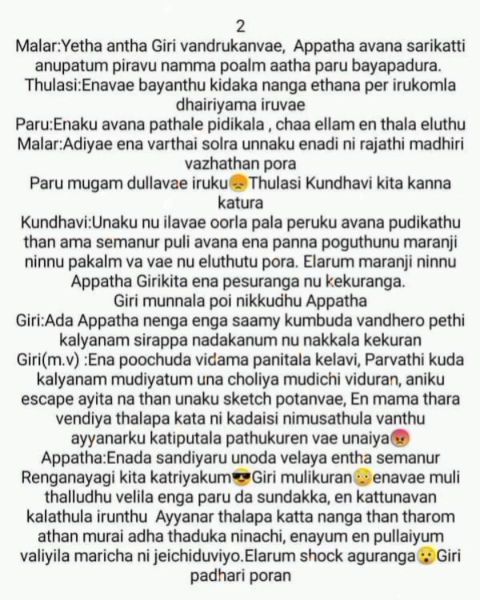 2
Malar:Yetha antha Giri vandrukanvae, Appatha avana sarikatti
anupatum piravu namma poalm aatha paru bayapadura.
Thulasi:Enavae bayanthu kidaka nanga ethana per irukomla
dhairiyama iruvae
Paru:Enaku avana pathale pidikala , chaa ellam en thala eluthu
Malar:Adiyae ena varthai solra unnaku enadi ni rajathi madhiri
vazhathan pora
Paru mugam dullavae iruku😞Thulasi Kundhavi kita kanna
katura
Kundhavi:Unaku nu ilavae oorla pala peruku avana pudikathu
than ama semanur puli avana ena panna poguthunu maranji
ninnu pakalm va vae nu eluthutu pora. Elarum maranji ninnu
Appatha Girikita ena pesuranga nu kekuranga.
Giri munnala poi nikkudhu Appatha
Giri:Ada Appatha nenga enga saamy kumbuda vandhero pethi
kalyanam sirappa nadakanum nu nakkala kekuran
Giri(m.v) :Ena poochuda vidama panitala kelavi, Parvathi kuda
kalyanam mudiyatum una choliya mudichi viduran, aniku
escape ayita na than unaku sketch potanvae, En mama thara
vendiya thalapa kata ni kadaisi nimusathula vanthu
ayyanarku katiputala pathukuren vae unaiya😡
Appatha:Enada sandiyaru unoda velaya entha semanur
Renganayagi kita katriyakum😎Giri mulikuran😳enavae muli
thalludhu velila enga paru da sundakka, en kattunavan
kalathula irunthu Ayyanar thalapa katta nanga than tharom
athan murai adha thaduka ninachi, enayum en pullaiyum
valiyila maricha ni jeichiduviyo.Elarum shock aguranga😮Giri
padhari poran